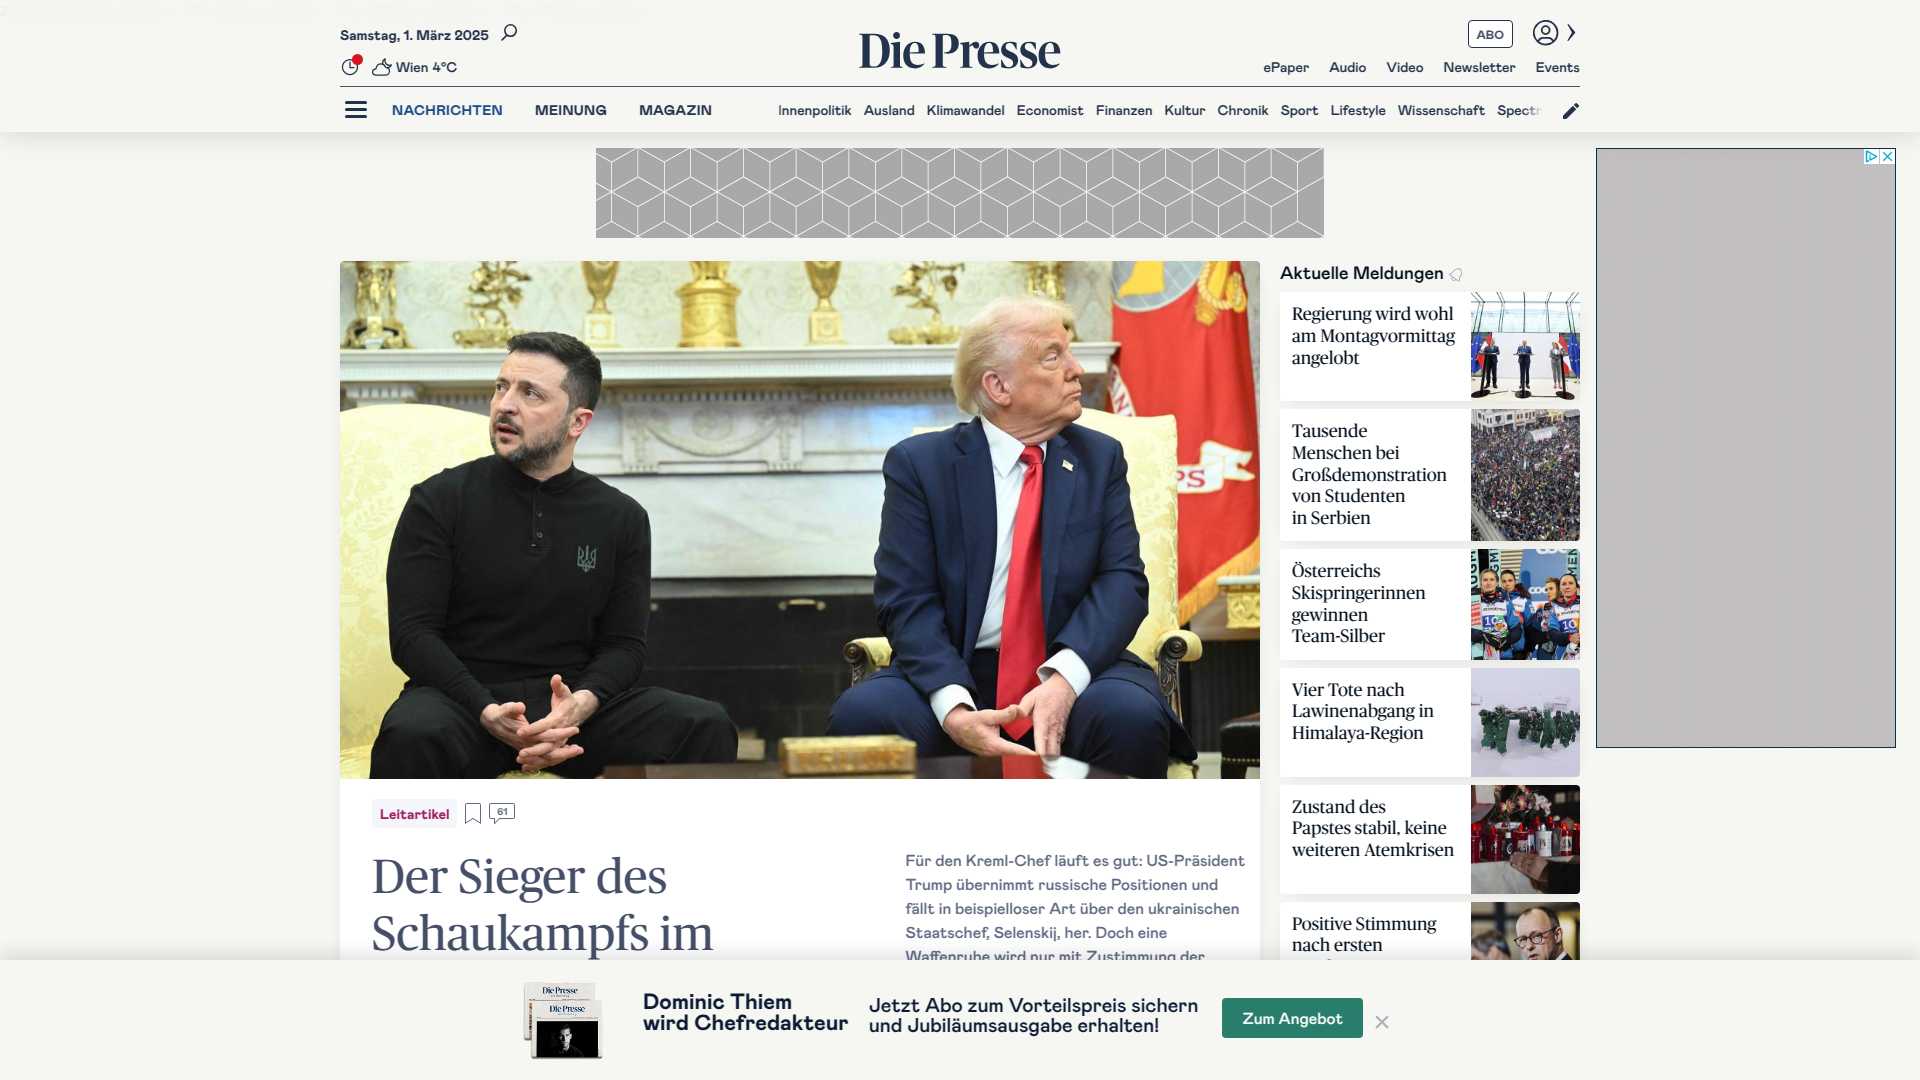 Samstag, 1. März 2025
Wien 4°C
Die Presse
ABO
ePaper Audio Video Newsletter Events
NACHRICHTEN MEINUNG MAGAZIN
Innenpolitik Ausland Klimawandel Economist Finanzen Kultur Chronik Sport Lifestyle Wissenschaft Spectr
Aktuelle Meldungen
Regierung wird wohl
am Montagvormittag
angelobt
Tausende
Menschen bei
Großdemonstration
von Studenten
in Serbien
Österreichs
Skispringerinnen
gewinnen
Team-Silber
Vier Tote nach
Lawinenabgang in
Himalaya-Region
Zustand des
Papstes stabil, keine
weiteren Atemkrisen
Positive Stimmung
nach ersten
Leitartikel
61
Der Sieger des
Schaukampfs im
Für den Kreml-Chef läuft es gut: US-Präsident
Trump übernimmt russische Positionen und
fällt in beispielloser Art über den ukrainischen
Staatschef, Selenskij, her. Doch eine
Waffenruhe wird nur mit Zustimmung der
Die Presse
Die Presse
Dominic Thiem
wird Chefredakteur
Jetzt Abo zum Vorteilspreis sichern
und Jubiläumsausgabe erhalten!
Zum Angebot